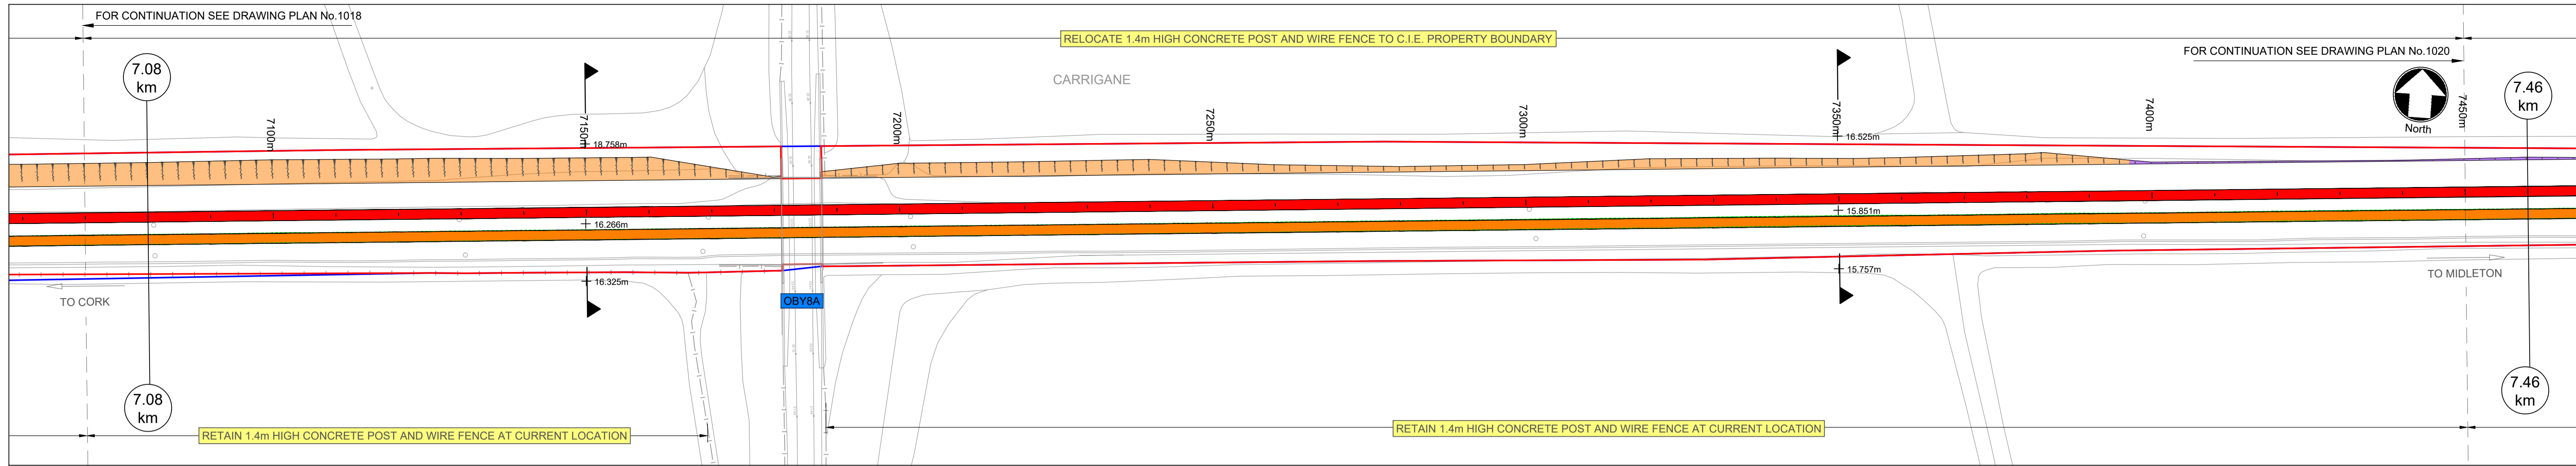 FOR CONTINUATION SEE DRAWING PLAN No.1018
RELOCATE 1.4m HIGH CONCRETE POST AND WIRE FENCE TO C.I.E. PROPERTY BOUNDARY
FOR CONTINUATION SEE DRAWING PLAN No.1020
7.08
km
CARRIGANE
North
7.46
km
7100m
7150m
7200m
7250m
7300m
7350m
7400m
7450m
18.758m
16.525m
16.266m
15.851m
16.325m
15.757m
TO CORK
OBY8A
TO MIDLETON
7.08
km
7.46
km
RETAIN 1.4m HIGH CONCRETE POST AND WIRE FENCE AT CURRENT LOCATION
RETAIN 1.4m HIGH CONCRETE POST AND WIRE FENCE AT CURRENT LOCATION